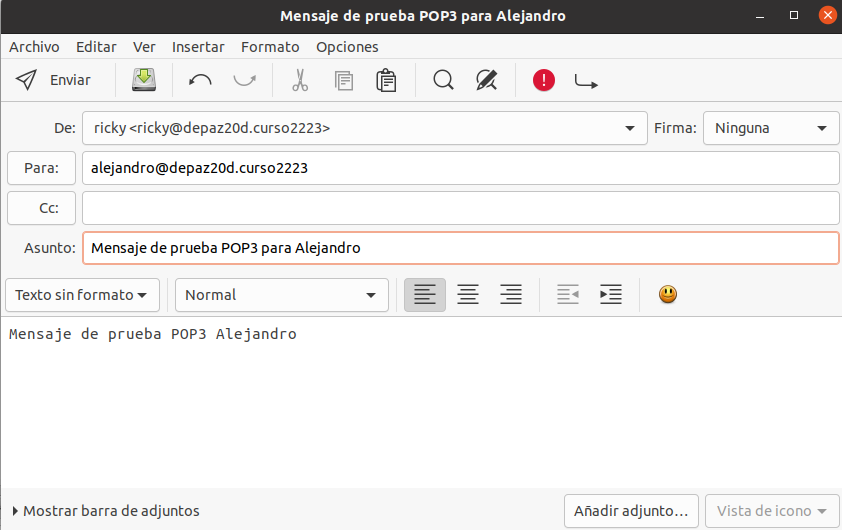 Mensaje de prueba POP3 para Alejandro
Archivo Editar Ver Insertar Formato Opciones
Enviar
De: ricky <ricky@depaz20d.curso2223> Firma: Ninguna
Para: alejandro@depaz20d.curso2223
Cc:
Asunto: Mensaje de prueba POP3 para Alejandro
Texto sin formato Normal
Mensaje de prueba POP3 Alejandro
Mostrar barra de adjuntos Añadir adjunto... Vista de icono